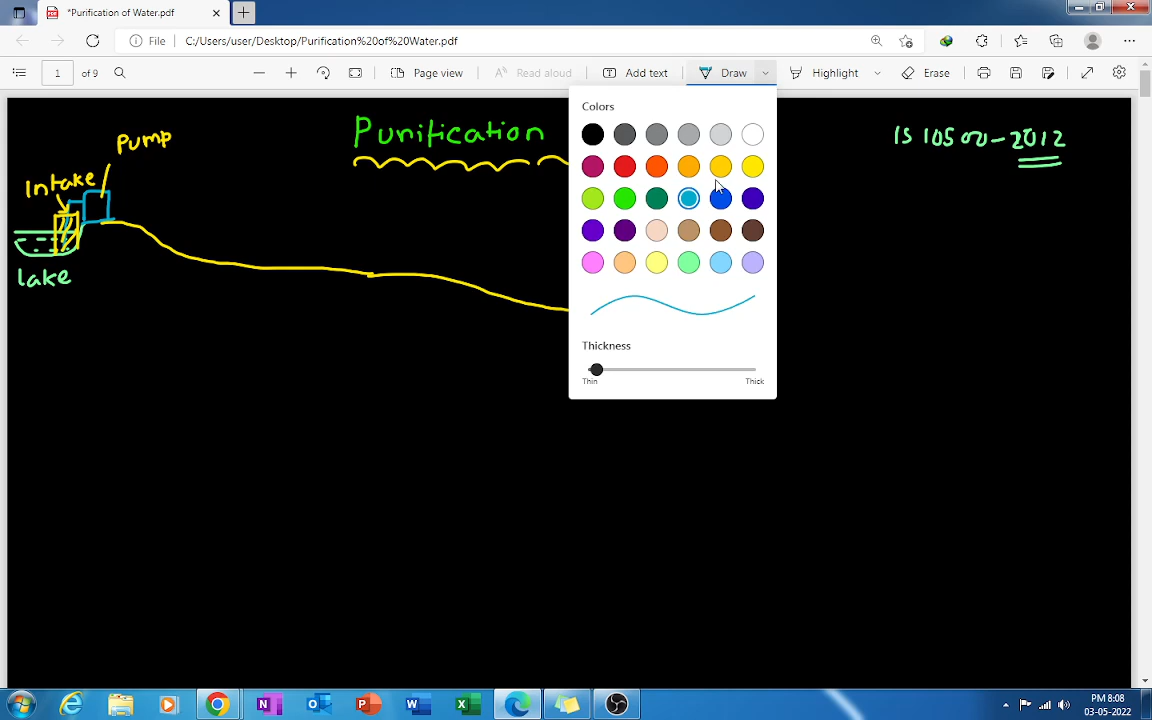 *Purification of Water.pdf
File C:/Users/user/Desktop/Purification%20of%20Water.pdf
1 of 9 Page view Read aloud Add text Draw Highlight Erase
Colors
Purification
IS 10500-2012
Pump
Intake
lake
Thickness
Thin Thick
PM 8:08
03-05-2022